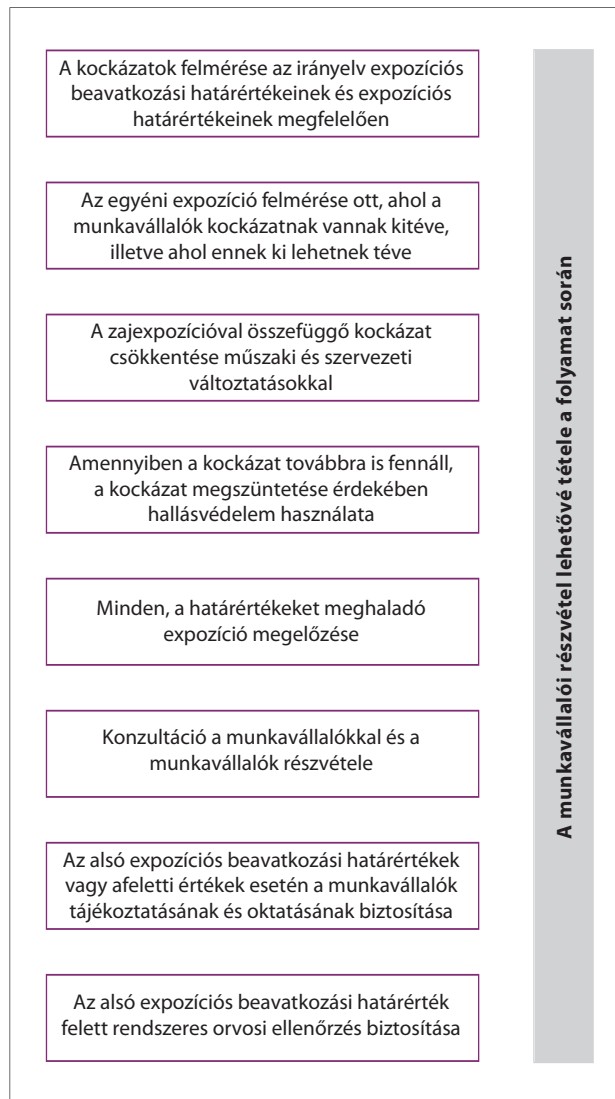 A kockázatok felmérése az irányelv expozíciós
beavatkozási határértékeinek és expozíciós
határértékeinek megfelelően
Az egyéni expozíció felmérése ott, ahol a
munkavállalók kockázatnak vannak kitéve,
illetve ahol ennek ki lehetnek téve
A zajexpozícióval összefüggő kockázat
csökkentése műszaki és szervezeti
változtatásokkal
Amennyiben a kockázat továbbra is fennáll,
a kockázat megszüntetése érdekében
hallásvédelem használata
Minden, a határértékeket meghaladó
expozíció megelőzése
Konzultáció a munkavállalókkal és a
munkavállalók részvétele
Az alsó expozíciós beavatkozási határértékek
vagy afeletti értékek esetén a munkavállalók
tájékoztatásának és oktatásának biztosítása
Az alsó expozíciós beavatkozási határérték
felett rendszeres orvosi ellenőrzés biztosítása
A munkavállalói részvétel lehetővé tétele a folyamat során